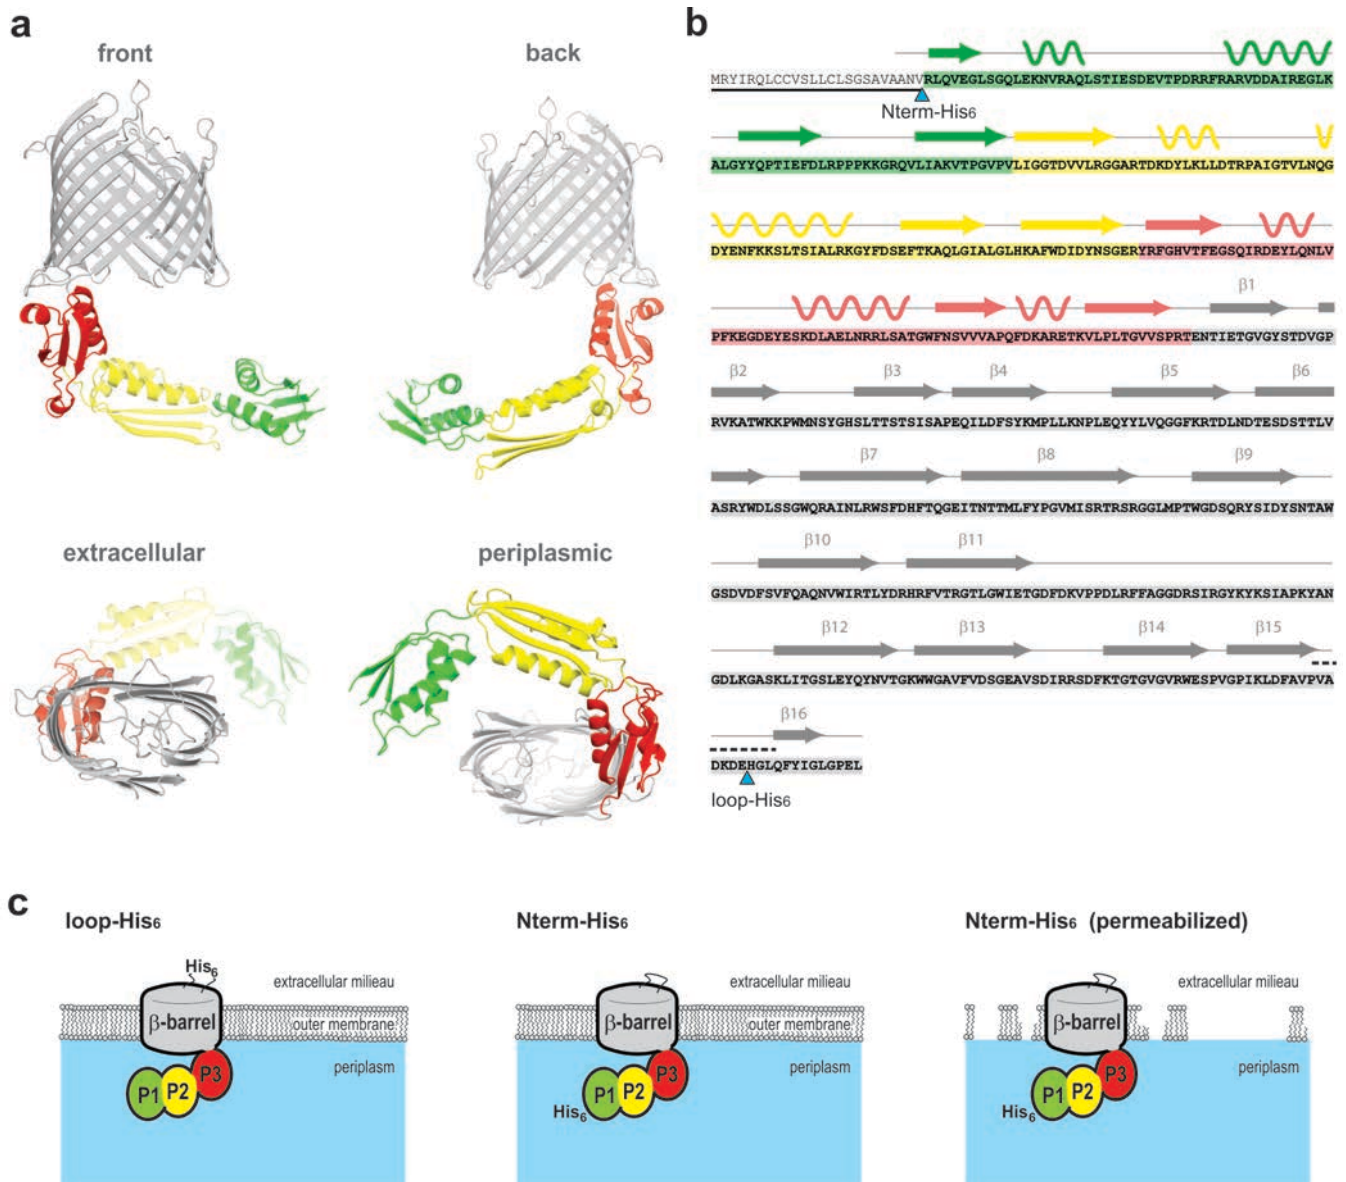 a
front
back
extracellular
periplasmic
b
MRYIRQLCCVSLLCLSGSAVAANVRLQVEGLSGQLEKNVRAQLSTIESDEVTPDRRFRARVDDAIREGLK
Nterm-His6
ALGYYQPTIEFDLRPPPKKGRQVLIAKVTPGVPVLIGGTDVVLRGGARTDKDYLKLLDTRPAIGTVLNQG
DYENFKKSLTSIALRKGYFDSEFTKAQLGIALGLHKAFWDIDYNSGERYRFGHVTFEGSQIRDEYLQNLV
β1
PFKEGDEYESKDLAELNRRLSATGWFNSVVVAPQFDKARETKVLPLTGVVSPRTENTIETGVGYSTDVGP
β2 β3 β4 β5 β6
RVKATWKKPWMNSYGHSLTTSTSISAPEQILDFSYKMPLLKNPLEQYYLVQGGFKRTDLNDTESDSTTLV
β7 β8 β9
ASRYWDLSSGWQRAINLRWSFDHFTQGEITNTTMLFYPGVMISRTRSRGGLMPTWGDSQRYSIDYSNTAW
β10 β11
GSDVDFSVFQAQNVWIRTLYDRHRFVTRGTLGWIETGDFDKVPPDLRFFAGGDRSIRGYKYKSIAPKYAN
β12 β13 β14 β15
GDLKGASKLITGSLEYQYNVTGKWWGAVFVDSGEAVSDIRRSDFKTGTGVGVRWESPVGPIKLDFAVPVA
β16
DKDEHGLQFYIGLGPEL
loop-His6
c
loop-His6
His6
extracellular milieau
β-barrel
outer membrane
periplasm
P1 P2 P3
Nterm-His6
extracellular milieau
β-barrel
outer membrane
periplasm
P1 P2 P3
His6
Nterm-His6 (permeabilized)
extracellular milieau
β-barrel
periplasm
P1 P2 P3
His6